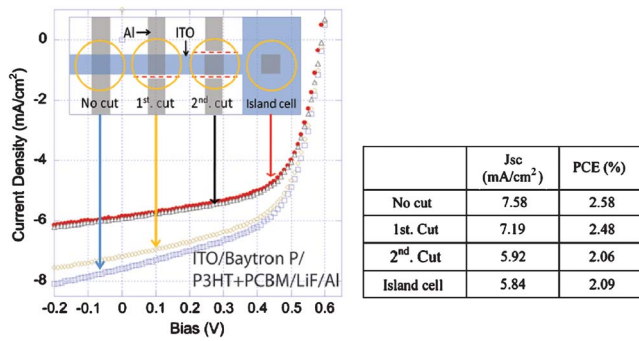 Al ITO
No cut 1st. cut 2nd. cut Island cell
0
-2
-4
-6
-8
Current Density (mA/cm²)
ITO/Baytron P/
P3HT+PCBM/LiF/Al
-0.2 -0.1 0 0.1 0.2 0.3 0.4 0.5 0.6
Bias (V)
Jsc (mA/cm²) PCE (%)
No cut 7.58 2.58
1st. Cut 7.19 2.48
2nd. Cut 5.92 2.06
Island cell 5.84 2.09